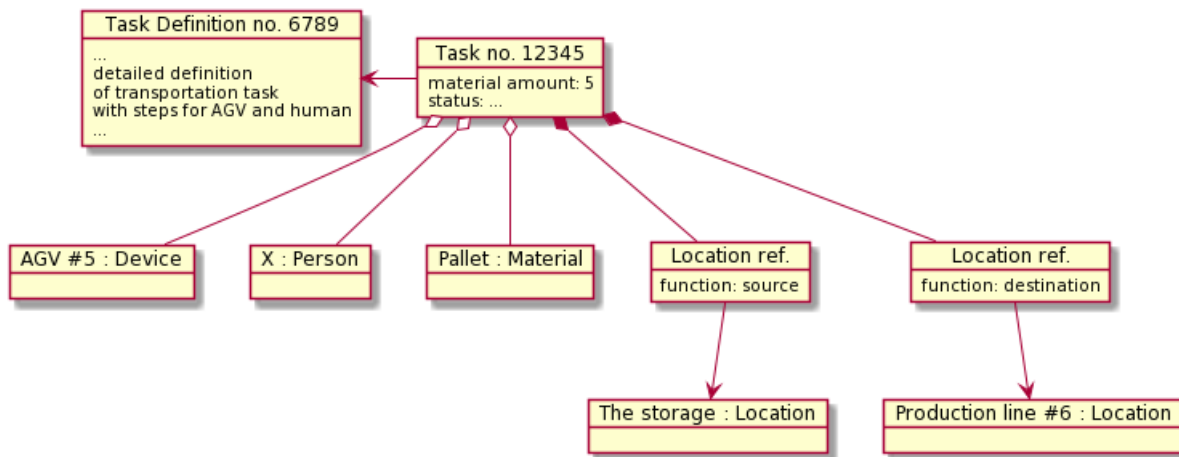 Task Definition no. 6789
...
detailed definition
of transportation task
with steps for AGV and human
...
Task no. 12345
material amount: 5
status: ...
AGV #5 : Device
X : Person
Pallet : Material
Location ref.
function: source
Location ref.
function: destination
The storage : Location
Production line #6 : Location